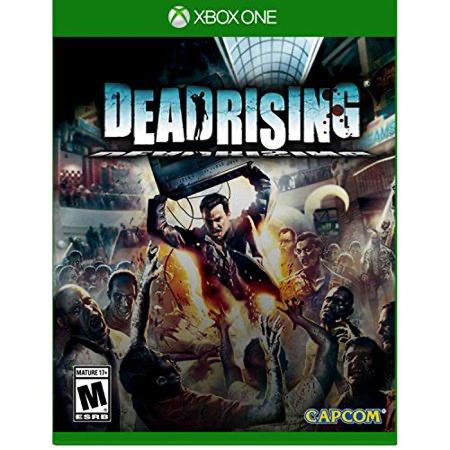 XBOX ONE
DEADRISING
MATURE 17+
M
ESRB
CAPCOM